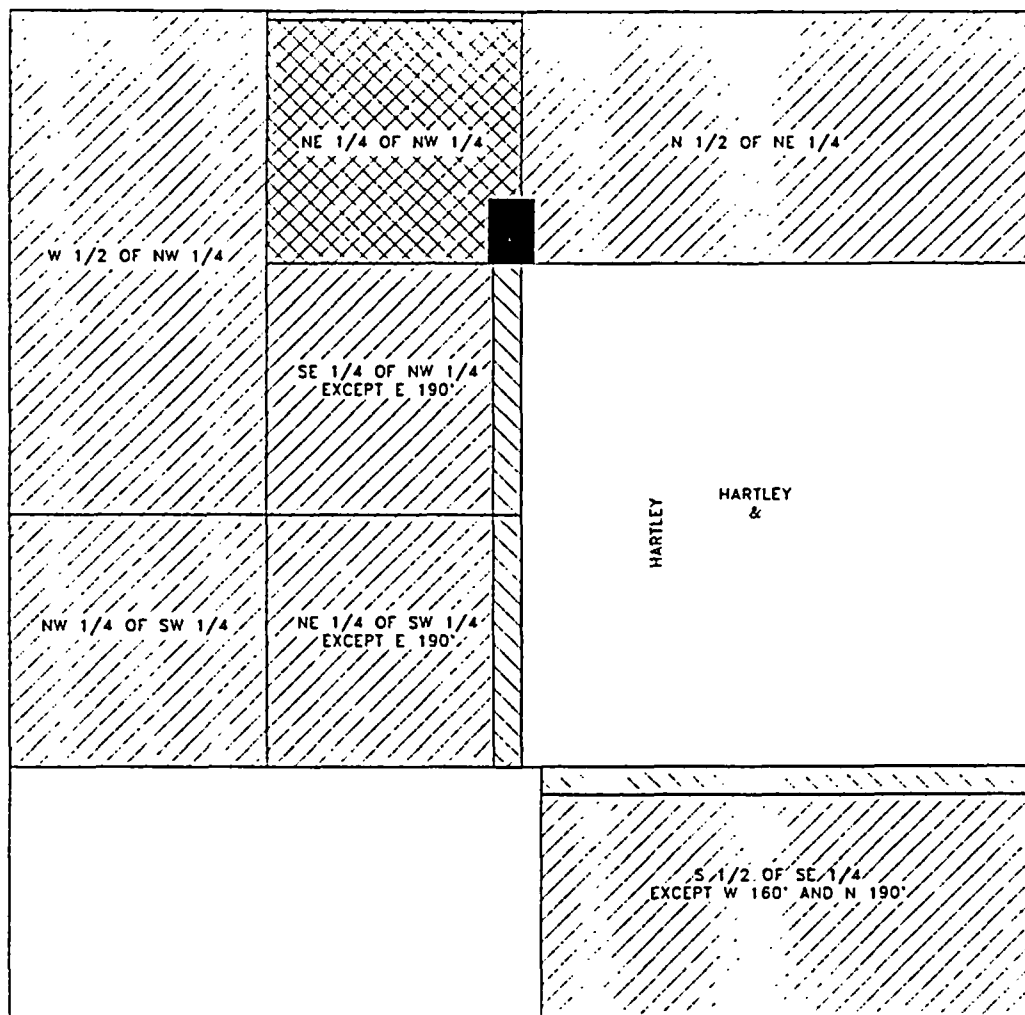 NE 1/4 OF NW 1/4
N 1/2 OF NE 1/4
W 1/2 OF NW 1/4
SE 1/4 OF NW 1/4
EXCEPT E 190'
HARTLEY
HARTLEY
&
NW 1/4 OF SW 1/4
NE 1/4 OF SW 1/4
EXCEPT E 190'
S 1/2 OF SE 1/4
EXCEPT W 160' AND N 190'